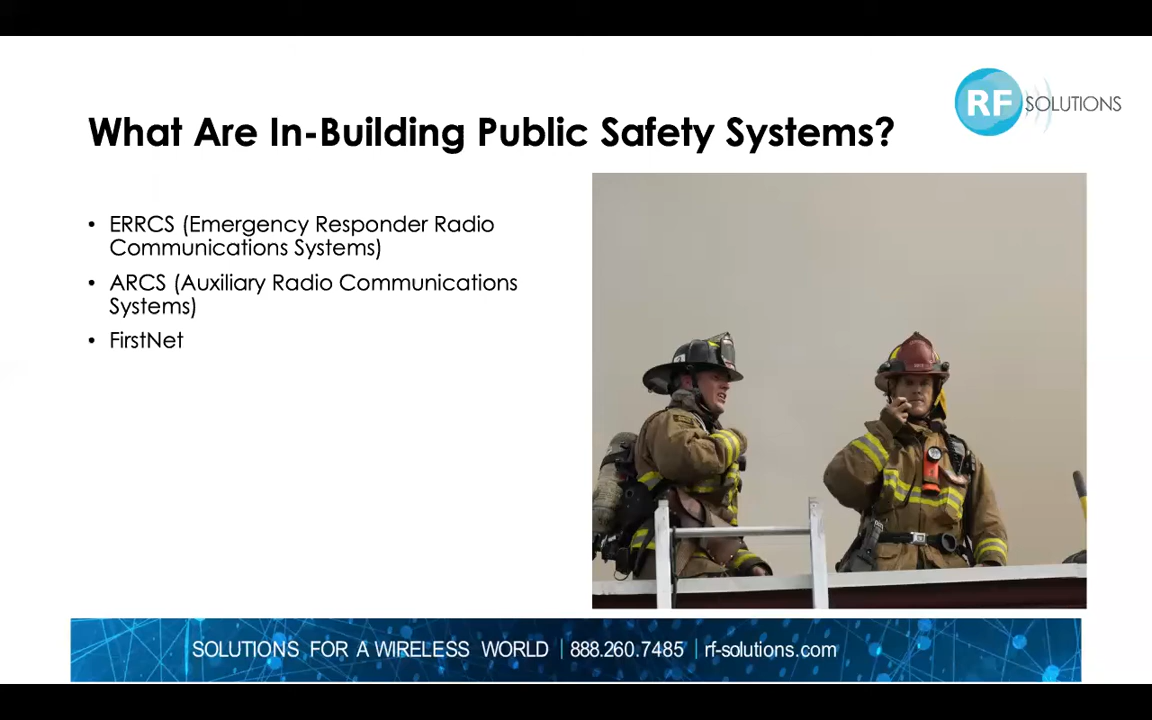 RF SOLUTIONS
What Are In-Building Public Safety Systems?
• ERRCS (Emergency Responder Radio
Communications Systems)
• ARCS (Auxiliary Radio Communications
Systems)
• FirstNet
SOLUTIONS FOR A WIRELESS WORLD | 888.260.7485 | rf-solutions.com